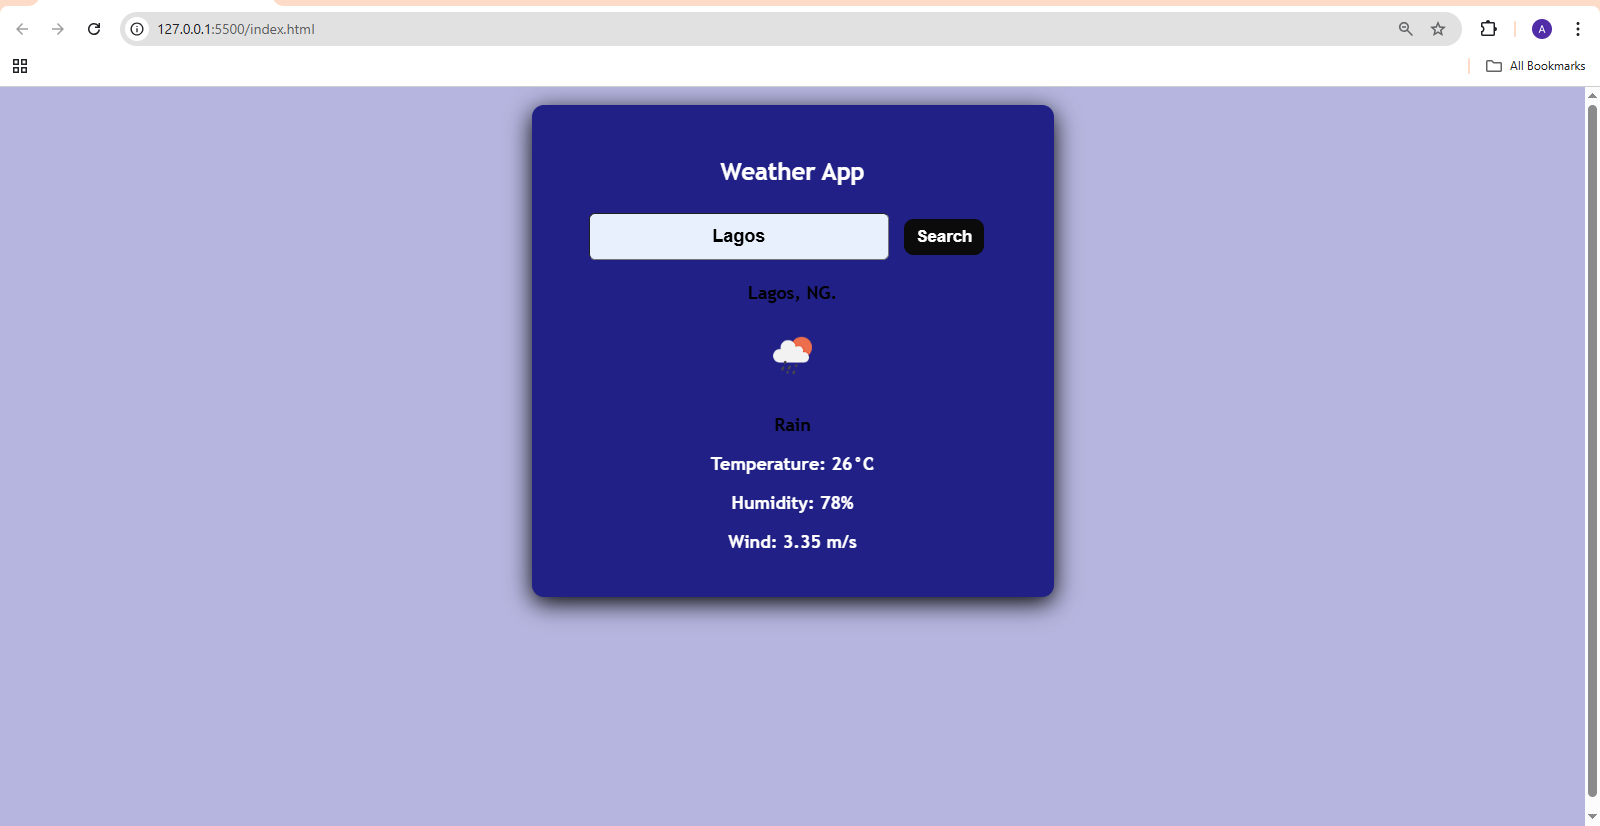 127.0.0.1:5500/index.html
A
All Bookmarks
Weather App
Lagos
Search
Lagos, NG.
Rain
Temperature: 26°C
Humidity: 78%
Wind: 3.35 m/s